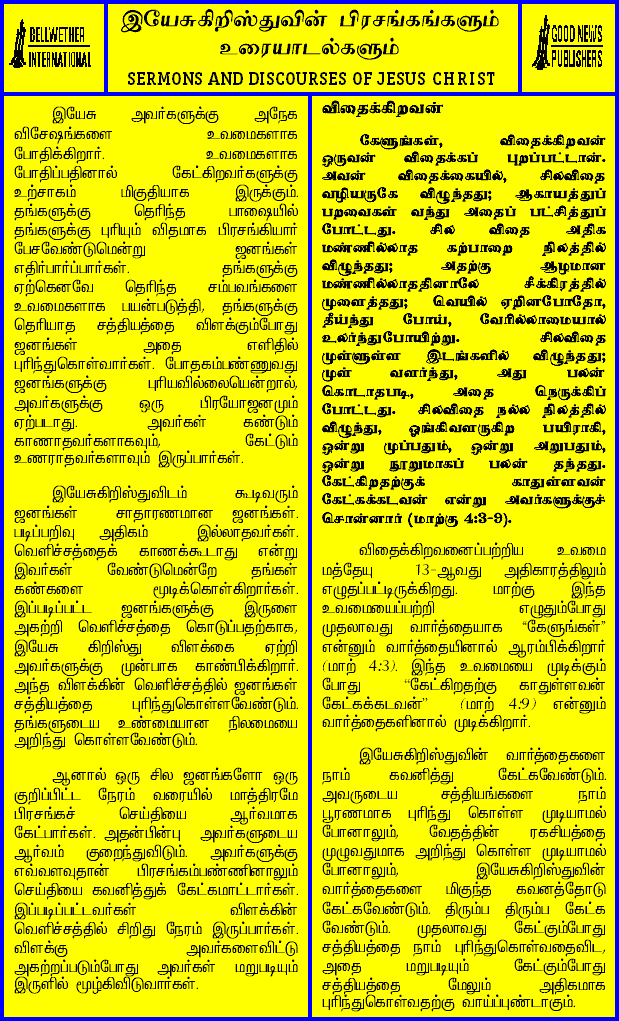 BELLWETHER
INTERNATIONAL
இயேசுகிறிஸ்துவின் பிரசங்கங்களும்
உரையாடல்களும்
SERMONS AND DISCOURSES OF JESUS CHRIST
GOOD NEWS
PUBLISHERS
இயேசு அவர்களுக்கு அநேக
விசேஷங்களை உவமைகளாக
போதிக்கிறார். உவமைகளாக
போதிப்பதினால் கேட்கிறவர்களுக்கு
உற்சாகம் மிகுதியாக இருக்கும்.
தங்களுக்கு தெரிந்த பாஷையில்
தங்களுக்கு புரியும் விதமாக பிரசங்கியார்
பேசவேண்டுமென்று ஜனங்கள்
எதிர்பார்ப்பார்கள். தங்களுக்கு
ஏற்கெனவே தெரிந்த சம்பவங்களை
உவமைகளாக பயன்படுத்தி, தங்களுக்கு
தெரியாத சத்தியத்தை விளக்கும்போது
ஜனங்கள் அதை எளிதில்
புரிந்துகொள்வார்கள். போதகம்பண்ணுவது
ஜனங்களுக்கு புரியவில்லையென்றால்,
அவர்களுக்கு ஒரு பிரயோஜனமும்
ஏற்படாது. அவர்கள் கண்டும்
காணாதவர்களாகவும், கேட்டும்
உணராதவர்களாவும் இருப்பார்கள்.
இயேசுகிறிஸ்துவிடம் கூடிவரும்
ஜனங்கள் சாதாரணமான ஜனங்கள்.
படிப்பறிவு அதிகம் இல்லாதவர்கள்.
வெளிச்சத்தைக் காணக்கூடாது என்று
இவர்கள் வேண்டுமென்றே தங்கள்
கண்களை மூடிக்கொள்கிறார்கள்.
இப்படிப்பட்ட ஜனங்களுக்கு இருளை
அகற்றி வெளிச்சத்தை கொடுப்பதற்காக,
இயேசு கிறிஸ்து விளக்கை ஏற்றி
அவர்களுக்கு முன்பாக காண்பிக்கிறார்.
அந்த விளக்கின் வெளிச்சத்தில் ஜனங்கள்
சத்தியத்தை புரிந்துகொள்ளவேண்டும்.
தங்களுடைய உண்மையான நிலமையை
அறிந்து கொள்ளவேண்டும்.
ஆனால் ஒரு சில ஜனங்களோ ஒரு
குறிப்பிட்ட நேரம் வரையில் மாத்திரமே
பிரசங்கச் செய்தியை ஆர்வமாக
கேட்பார்கள். அதன்பின்பு அவர்களுடைய
ஆர்வம் குறைந்துவிடும். அவர்களுக்கு
எவ்வளவுதான் பிரசங்கம்பண்ணினாலும்
செய்தியை கவனித்துக் கேட்கமாட்டார்கள்.
இப்படிப்பட்டவர்கள் விளக்கின்
வெளிச்சத்தில் சிறிது நேரம் இருப்பார்கள்.
விளக்கு அவர்களைவிட்டு
அகற்றப்படும்போது அவர்கள் மறுபடியும்
இருளில் மூழ்கிவிடுவார்கள்.
விதைக்கிறவன்
கேளுங்கள், விதைக்கிறவன்
ஒருவன் விதைக்கப் புறப்பட்டான்.
அவன் விதைக்கையில், சிலவிதை
வழியருகே விழுந்தது; ஆகாயத்துப்
பறவைகள் வந்து அதைப் பட்சித்துப்
போட்டது. சில விதை அதிக
மண்ணில்லாத கற்பாறை நிலத்தில்
விழுந்தது; அதற்கு ஆழமான
மண்ணில்லாததினாலே சீக்கிரத்தில்
முளைத்தது; வெயில் ஏறினபோதோ,
தீய்ந்து போய், வேரில்லாமையால்
உலர்ந்துபோயிற்று. சிலவிதை
முள்ளுள்ள இடங்களில் விழுந்தது;
முள் வளர்ந்து, அது பலன்
கொடாதபடி, அதை நெருக்கிப்
போட்டது. சிலவிதை நல்ல நிலத்தில்
விழுந்து, ஓங்கிவளருகிற பயிராகி,
ஒன்று முப்பதும், ஒன்று அறுபதும்,
ஒன்று நூறுமாகப் பலன் தந்தது.
கேட்கிறதற்குக் காதுள்ளவன்
கேட்கக்கடவன் என்று அவர்களுக்குச்
சொன்னார் (மாற்கு 4:3-9).
விதைக்கிறவனைப்பற்றிய உவமை
மத்தேயு 13-ஆவது அதிகாரத்திலும்
எழுதப்பட்டிருக்கிறது. மாற்கு இந்த
உவமையைப்பற்றி எழுதும்போது
முதலாவது வார்த்தையாக “கேளுங்கள்”
என்னும் வார்த்தையினால் ஆரம்பிக்கிறார்
(மாற் 4:3). இந்த உவமையை முடிக்கும்
போது “கேட்கிறதற்கு காதுள்ளவன்
கேட்கக்கடவன்” (மாற் 4:9) என்னும்
வார்த்தைகளினால் முடிக்கிறார்.
இயேசுகிறிஸ்துவின் வார்த்தைகளை
நாம் கவனித்து கேட்கவேண்டும்.
அவருடைய சத்தியங்களை நாம்
பூரணமாக புரிந்து கொள்ள முடியாமல்
போனாலும், வேதத்தின் ரகசியத்தை
முழுவதுமாக அறிந்து கொள்ள முடியாமல்
போனாலும், இயேசுகிறிஸ்துவின்
வார்த்தைகளை மிகுந்த கவனத்தோடு
கேட்கவேண்டும். திரும்ப திரும்ப கேட்க
வேண்டும். முதலாவது கேட்கும்போது
சத்தியத்தை நாம் புரிந்துகொள்வதைவிட,
அதை மறுபடியும் கேட்கும்போது
சத்தியத்தை மேலும் அதிகமாக
புரிந்துகொள்வதற்கு வாய்ப்புண்டாகும்.